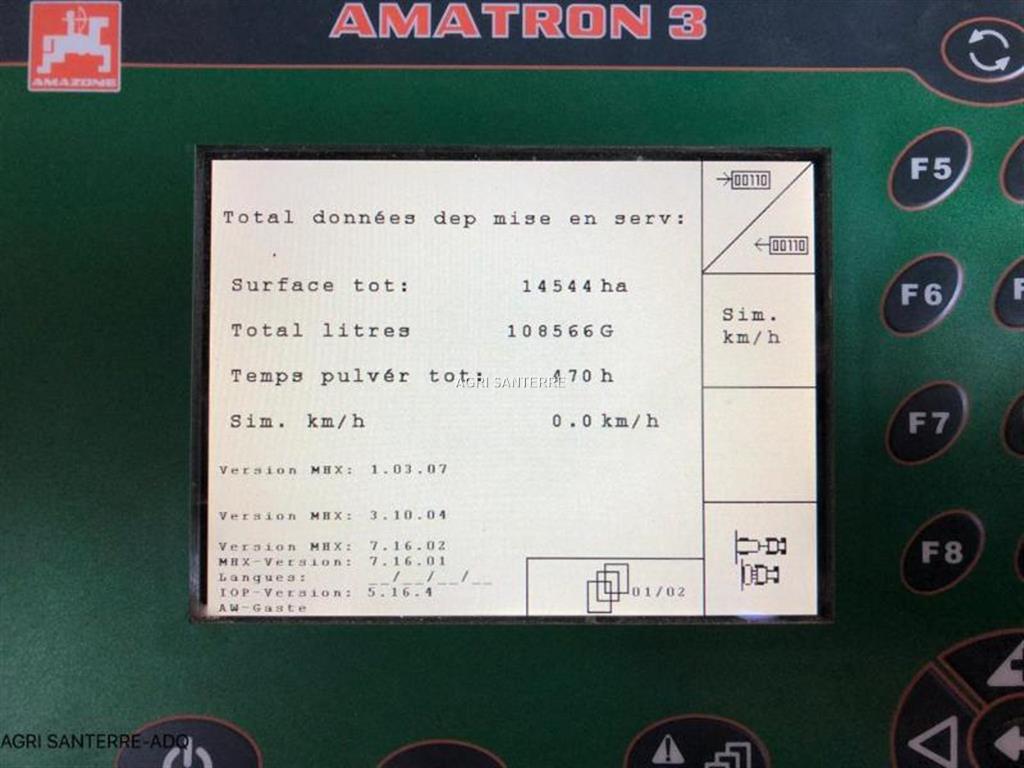 AMATRON 3
AMAZONE
F5
F6
F7
F8
Total données dep mise en serv:
Surface tot: 14544 ha
Total litres 108566 G
Temps pulvér tot: 470 h
Sim. km/h 0.0 km/h
Version MHX: 1.03.07
Version MHX: 3.10.04
Version MHX: 7.16.02
MHX-Version: 7.16.01
Langues: __/__/__/__
IOP-Version: 5.16.4
AW-Gaste
00110
00110
Sim.
km/h
01/02
AGRI SANTERRE
AGRI SANTERRE-ADQ